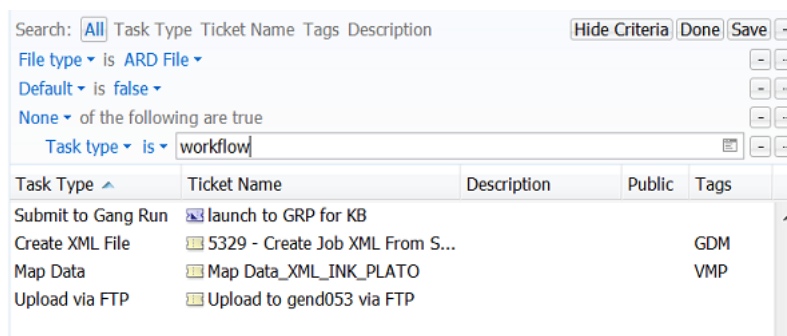 Search: All Task Type Ticket Name Tags Description Hide Criteria Done Save
File type is ARD File
Default is false
None of the following are true
Task type is workflow
Task Type Ticket Name Description Public Tags
Submit to Gang Run launch to GRP for KB
Create XML File 5329 - Create Job XML From S... GDM
Map Data Map Data_XML_INK_PLATO VMP
Upload via FTP Upload to gend053 via FTP